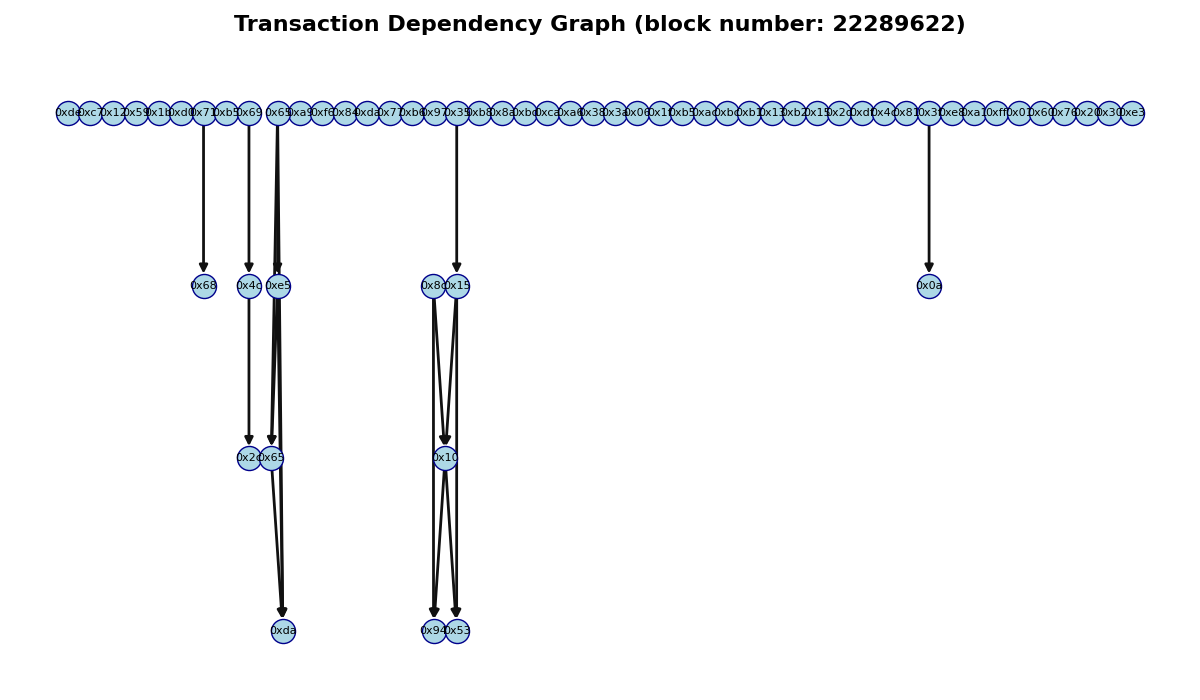 Transaction Dependency Graph (block number: 22289622)
0xde 0xc7 0x12 0x59 0x1b 0xd0 0x71 0xb5 0x69 0x65 0xa9 0xf6 0x84 0xda 0x77 0xb6 0x97 0x35 0xb8 0x8a 0xbc 0xca 0xa6 0x38 0x3a 0x06 0x1f 0xb5 0xac 0xbc 0xb1 0x13 0xb2 0x15 0x2d 0xdf 0x4c 0x81 0x3f 0xe8 0xa1 0xff 0x01 0x60 0x76 0x20 0x30 0xe3
0x68 0x4c 0xe5 0x8c 0x15 0x0a
0x65 0x10
0xda 0x94 0x53